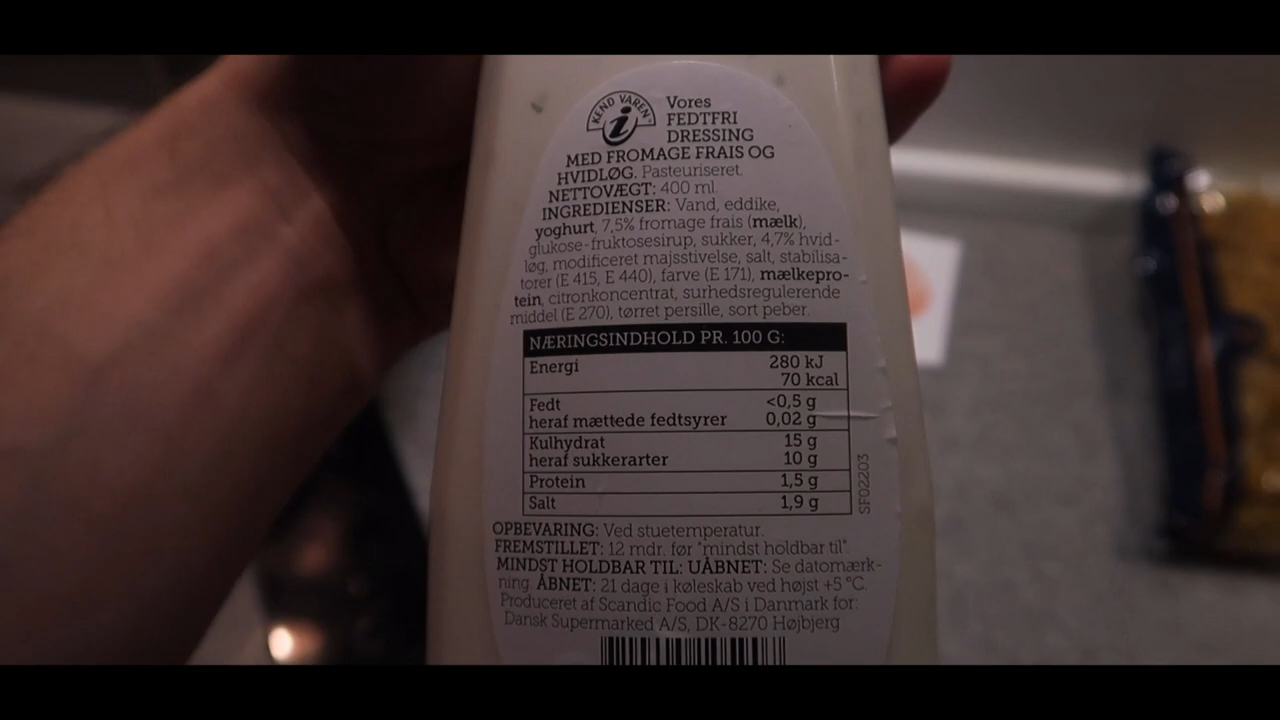 KEND VAREN
i
Vores
FEDTFRI
DRESSING
MED FROMAGE FRAIS OG
HVIDLØG. Pasteuriseret.
NETTOVÆGT: 400 ml.
INGREDIENSER: Vand, eddike,
yoghurt, 7,5% fromage frais (mælk),
glukose-fruktosesirup, sukker, 4,7% hvid-
løg, modificeret majsstivelse, salt, stabilisa-
torer (E 415, E 440), farve (E 171), mælkepro-
tein, citronkoncentrat, surhedsregulerende
middel (E 270), tørret persille, sort peber.
NÆRINGSINDHOLD PR. 100 G:
Energi 280 kJ
70 kcal
Fedt <0,5 g
heraf mættede fedtsyrer 0,02 g
Kulhydrat 15 g
heraf sukkerarter 10 g
Protein 1,5 g
Salt 1,9 g
SF02203
OPBEVARING: Ved stuetemperatur.
FREMSTILLET: 12 mdr. før "mindst holdbar til".
MINDST HOLDBAR TIL: UÅBNET: Se datomærk-
ning. ÅBNET: 21 dage i køleskab ved højst +5 °C.
Produceret af Scandic Food A/S i Danmark for:
Dansk Supermarked A/S, DK-8270 Højbjerg